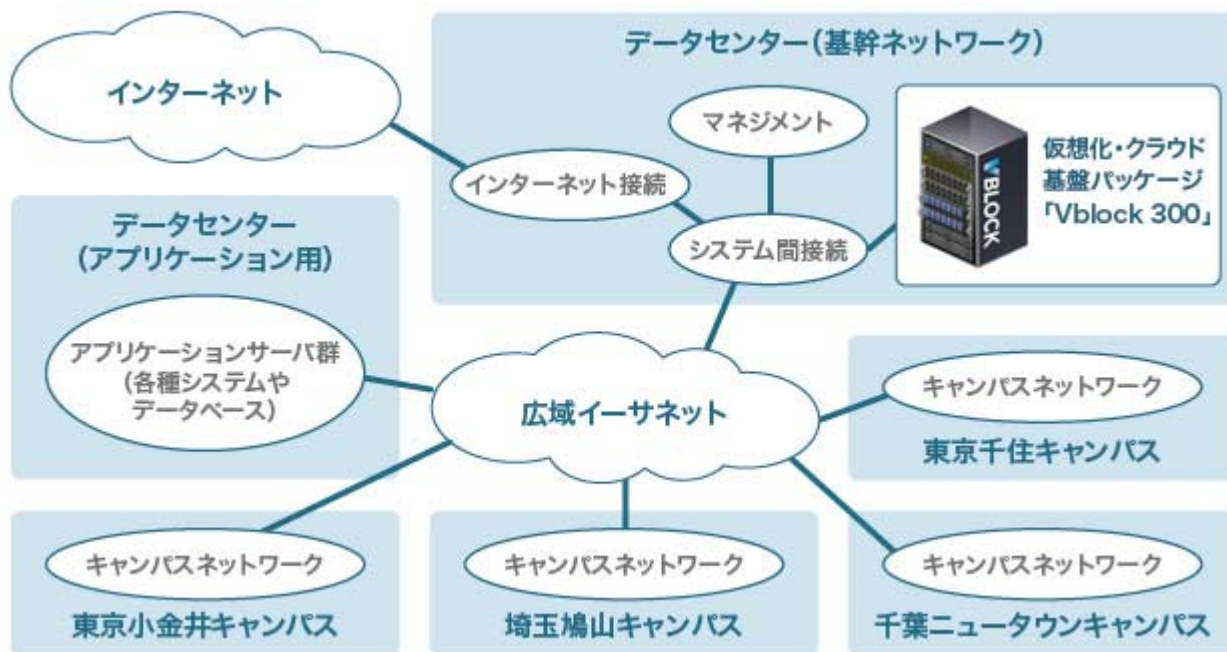 データセンター(基幹ネットワーク)
インターネット
マネジメント
インターネット接続
システム間接続
VBLOCK
仮想化・クラウド
基盤パッケージ
「Vblock 300」
データセンター
(アプリケーション用)
アプリケーションサーバ群
(各種システムや
データベース)
広域イーサネット
キャンパスネットワーク
東京千住キャンパス
キャンパスネットワーク
東京小金井キャンパス
キャンパスネットワーク
埼玉鳩山キャンパス
キャンパスネットワーク
千葉ニュータウンキャンパス